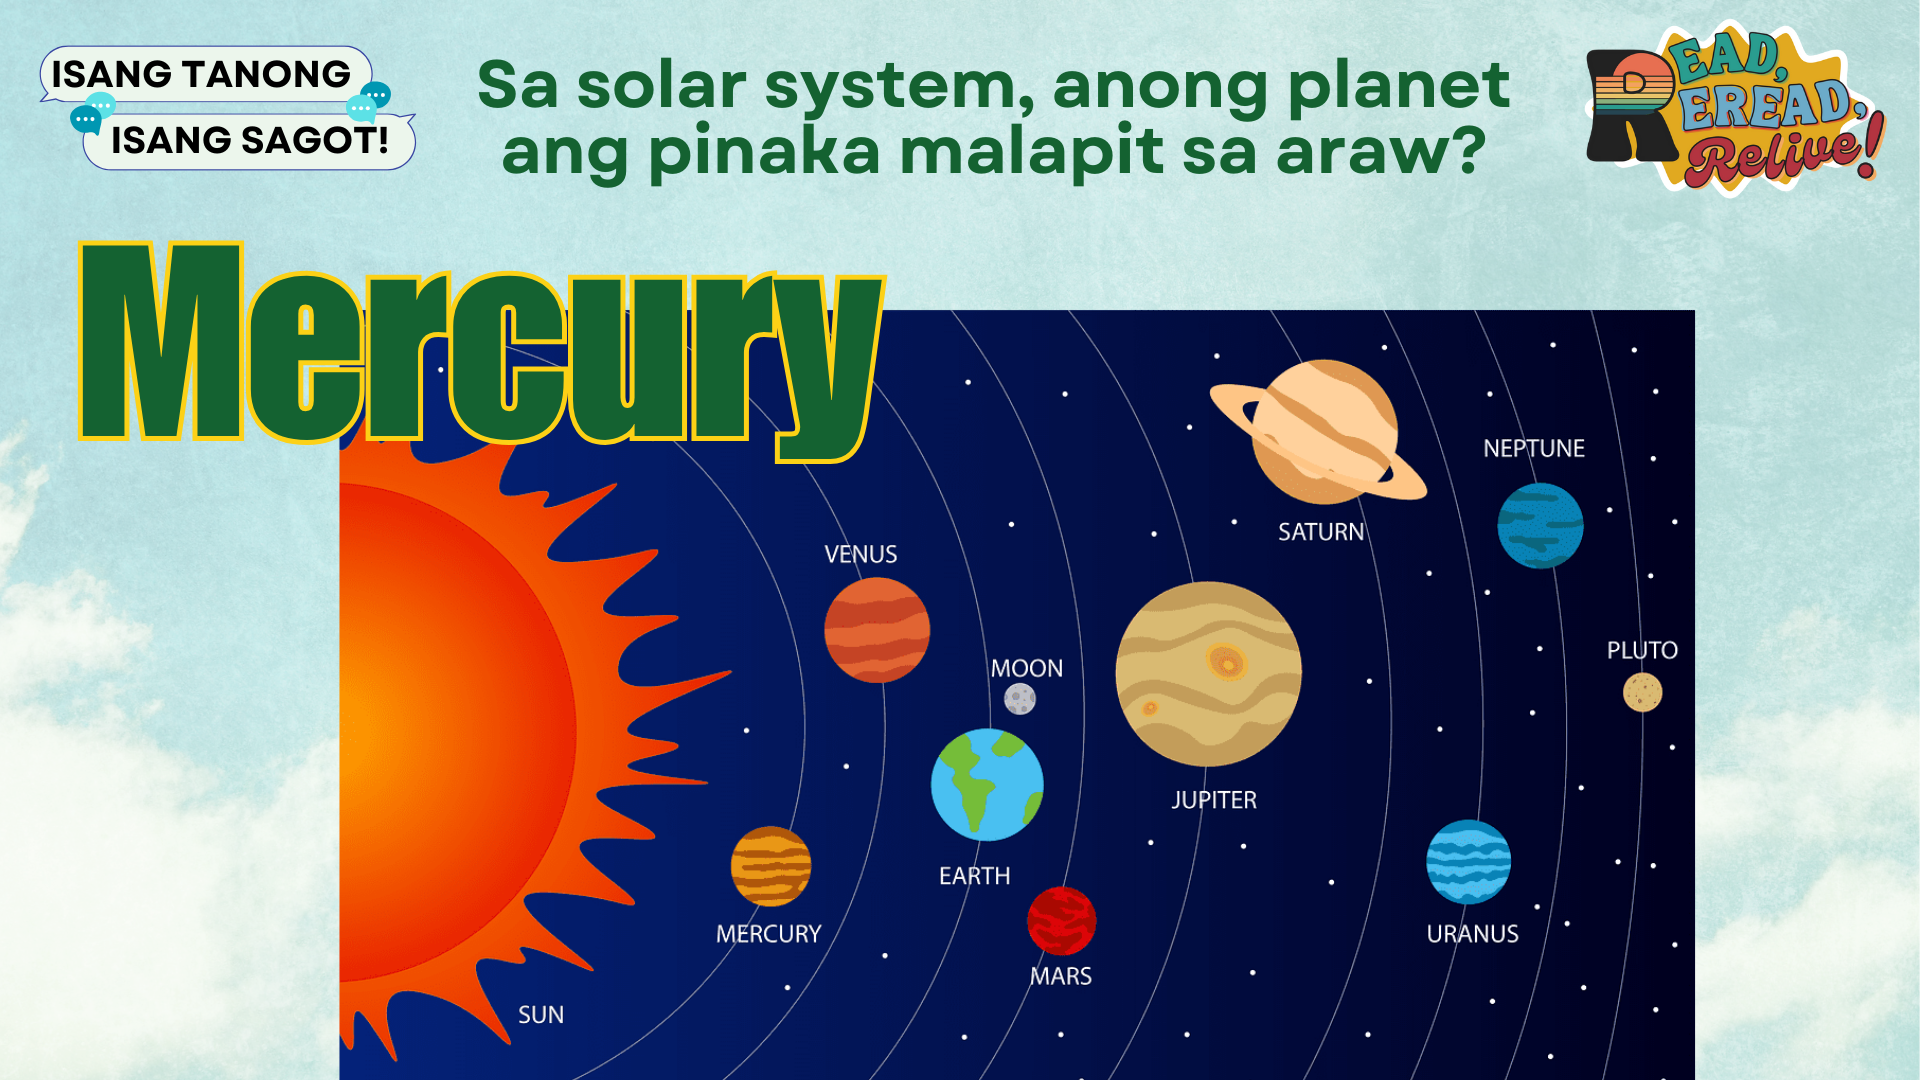 ISANG TANONG
ISANG SAGOT!
Sa solar system, anong planet
ang pinaka malapit sa araw?
READ,
REREAD,
Relive!
Mercury
SATURN
NEPTUNE
VENUS
MOON
PLUTO
JUPITER
EARTH
MERCURY
URANUS
MARS
SUN